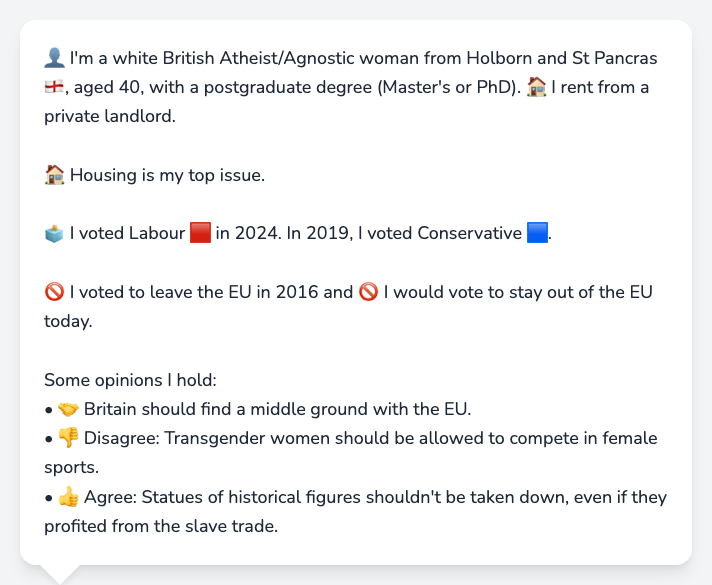 👤 I'm a white British Atheist/Agnostic woman from Holborn and St Pancras
🏴󠁧󠁢󠁥󠁮󠁧󠁿, aged 40, with a postgraduate degree (Master's or PhD). 🏠 I rent from a
private landlord.
🏠 Housing is my top issue.
🗳️ I voted Labour 🟥 in 2024. In 2019, I voted Conservative 🟦.
🚫 I voted to leave the EU in 2016 and 🚫 I would vote to stay out of the EU
today.
Some opinions I hold:
• 🤝 Britain should find a middle ground with the EU.
• 👎 Disagree: Transgender women should be allowed to compete in female
sports.
• 👍 Agree: Statues of historical figures shouldn't be taken down, even if they
profited from the slave trade.